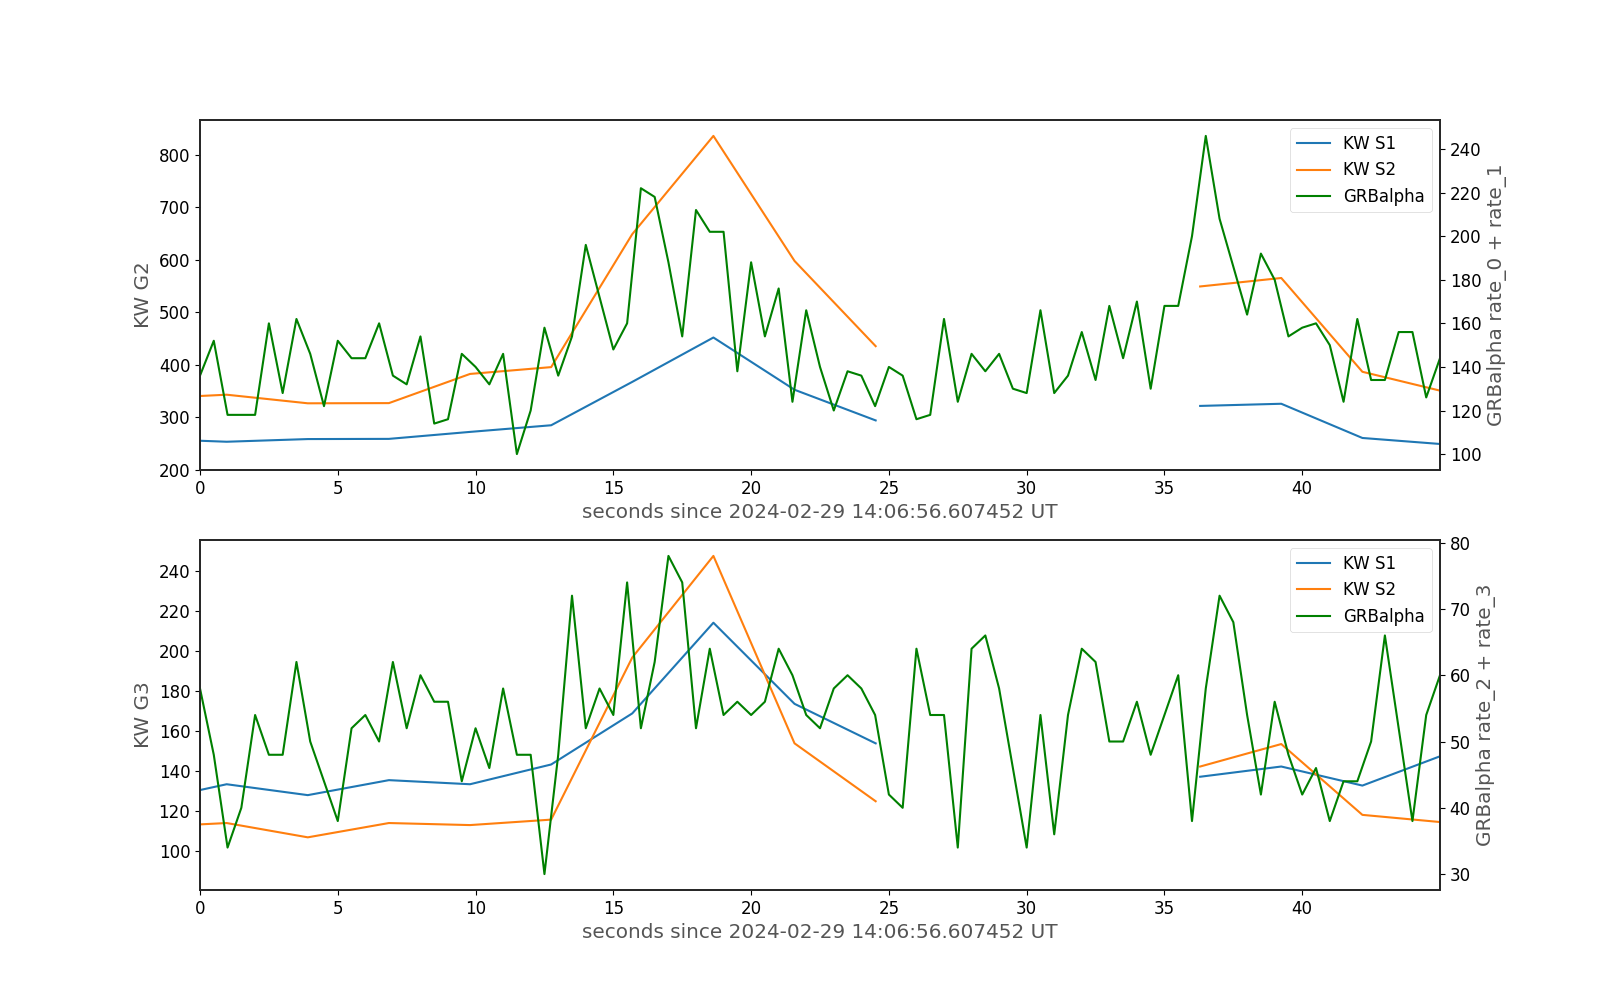 800
700
600
500
400
300
200
KW G2
240
220
200
180
160
140
120
100
GRBalpha rate_0 + rate_1
KW S1
KW S2
GRBalpha
0 5 10 15 20 25 30 35 40
seconds since 2024-02-29 14:06:56.607452 UT
240
220
200
180
160
140
120
100
KW G3
80
70
60
50
40
30
GRBalpha rate_2 + rate_3
KW S1
KW S2
GRBalpha
0 5 10 15 20 25 30 35 40
seconds since 2024-02-29 14:06:56.607452 UT